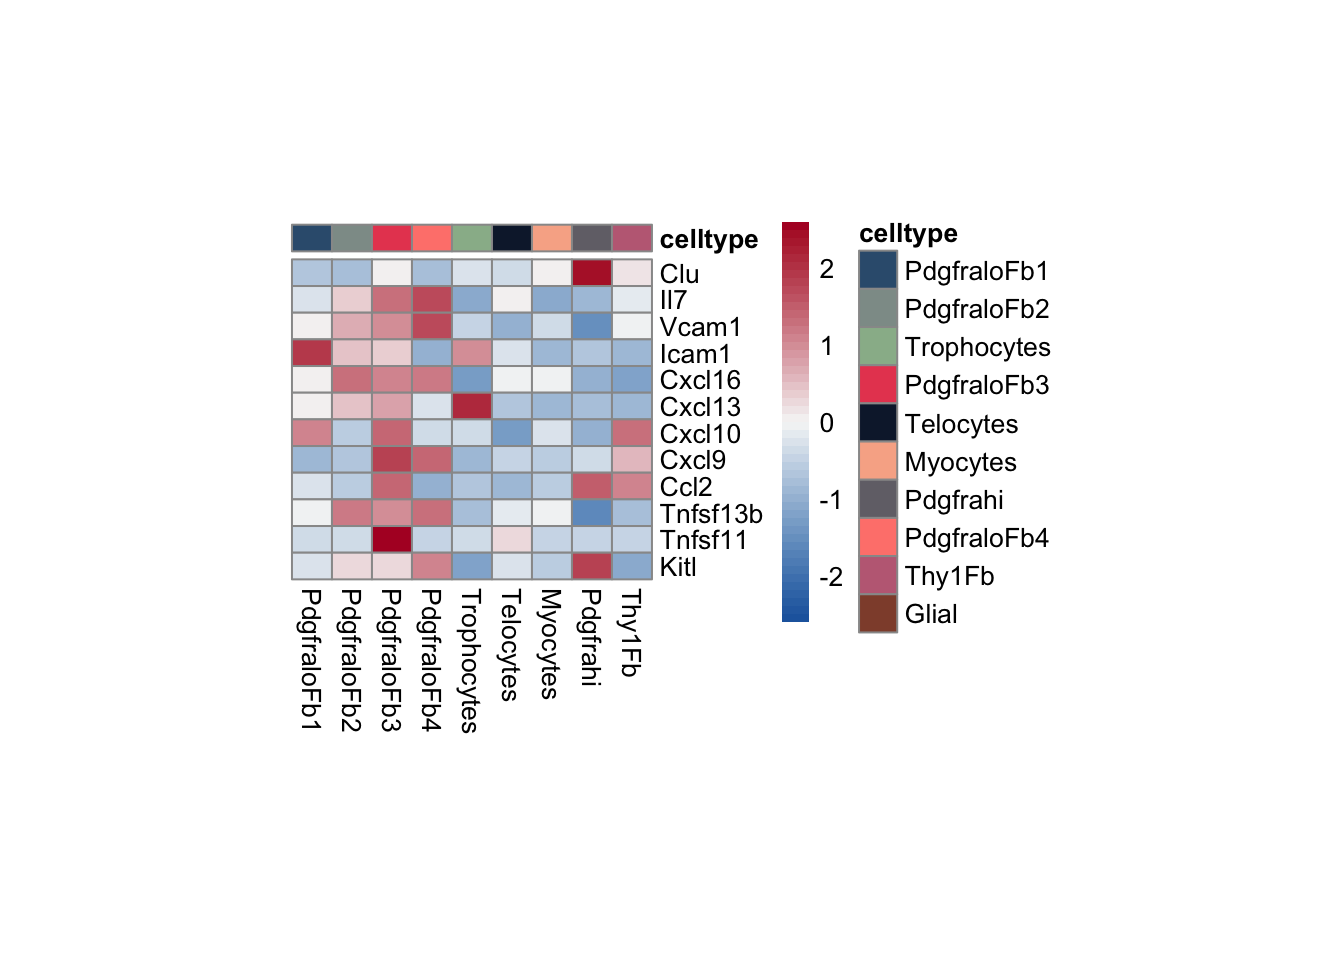 celltype
Clu
Il7
Vcam1
Icam1
Cxcl16
Cxcl13
Cxcl10
Cxcl9
Ccl2
Tnfsf13b
Tnfsf11
Kitl
PdgfraloFb1
PdgfraloFb2
PdgfraloFb3
PdgfraloFb4
Trophocytes
Telocytes
Myocytes
Pdgfrahi
Thy1Fb
2
1
0
-1
-2
celltype
PdgfraloFb1
PdgfraloFb2
Trophocytes
PdgfraloFb3
Telocytes
Myocytes
Pdgfrahi
PdgfraloFb4
Thy1Fb
Glial